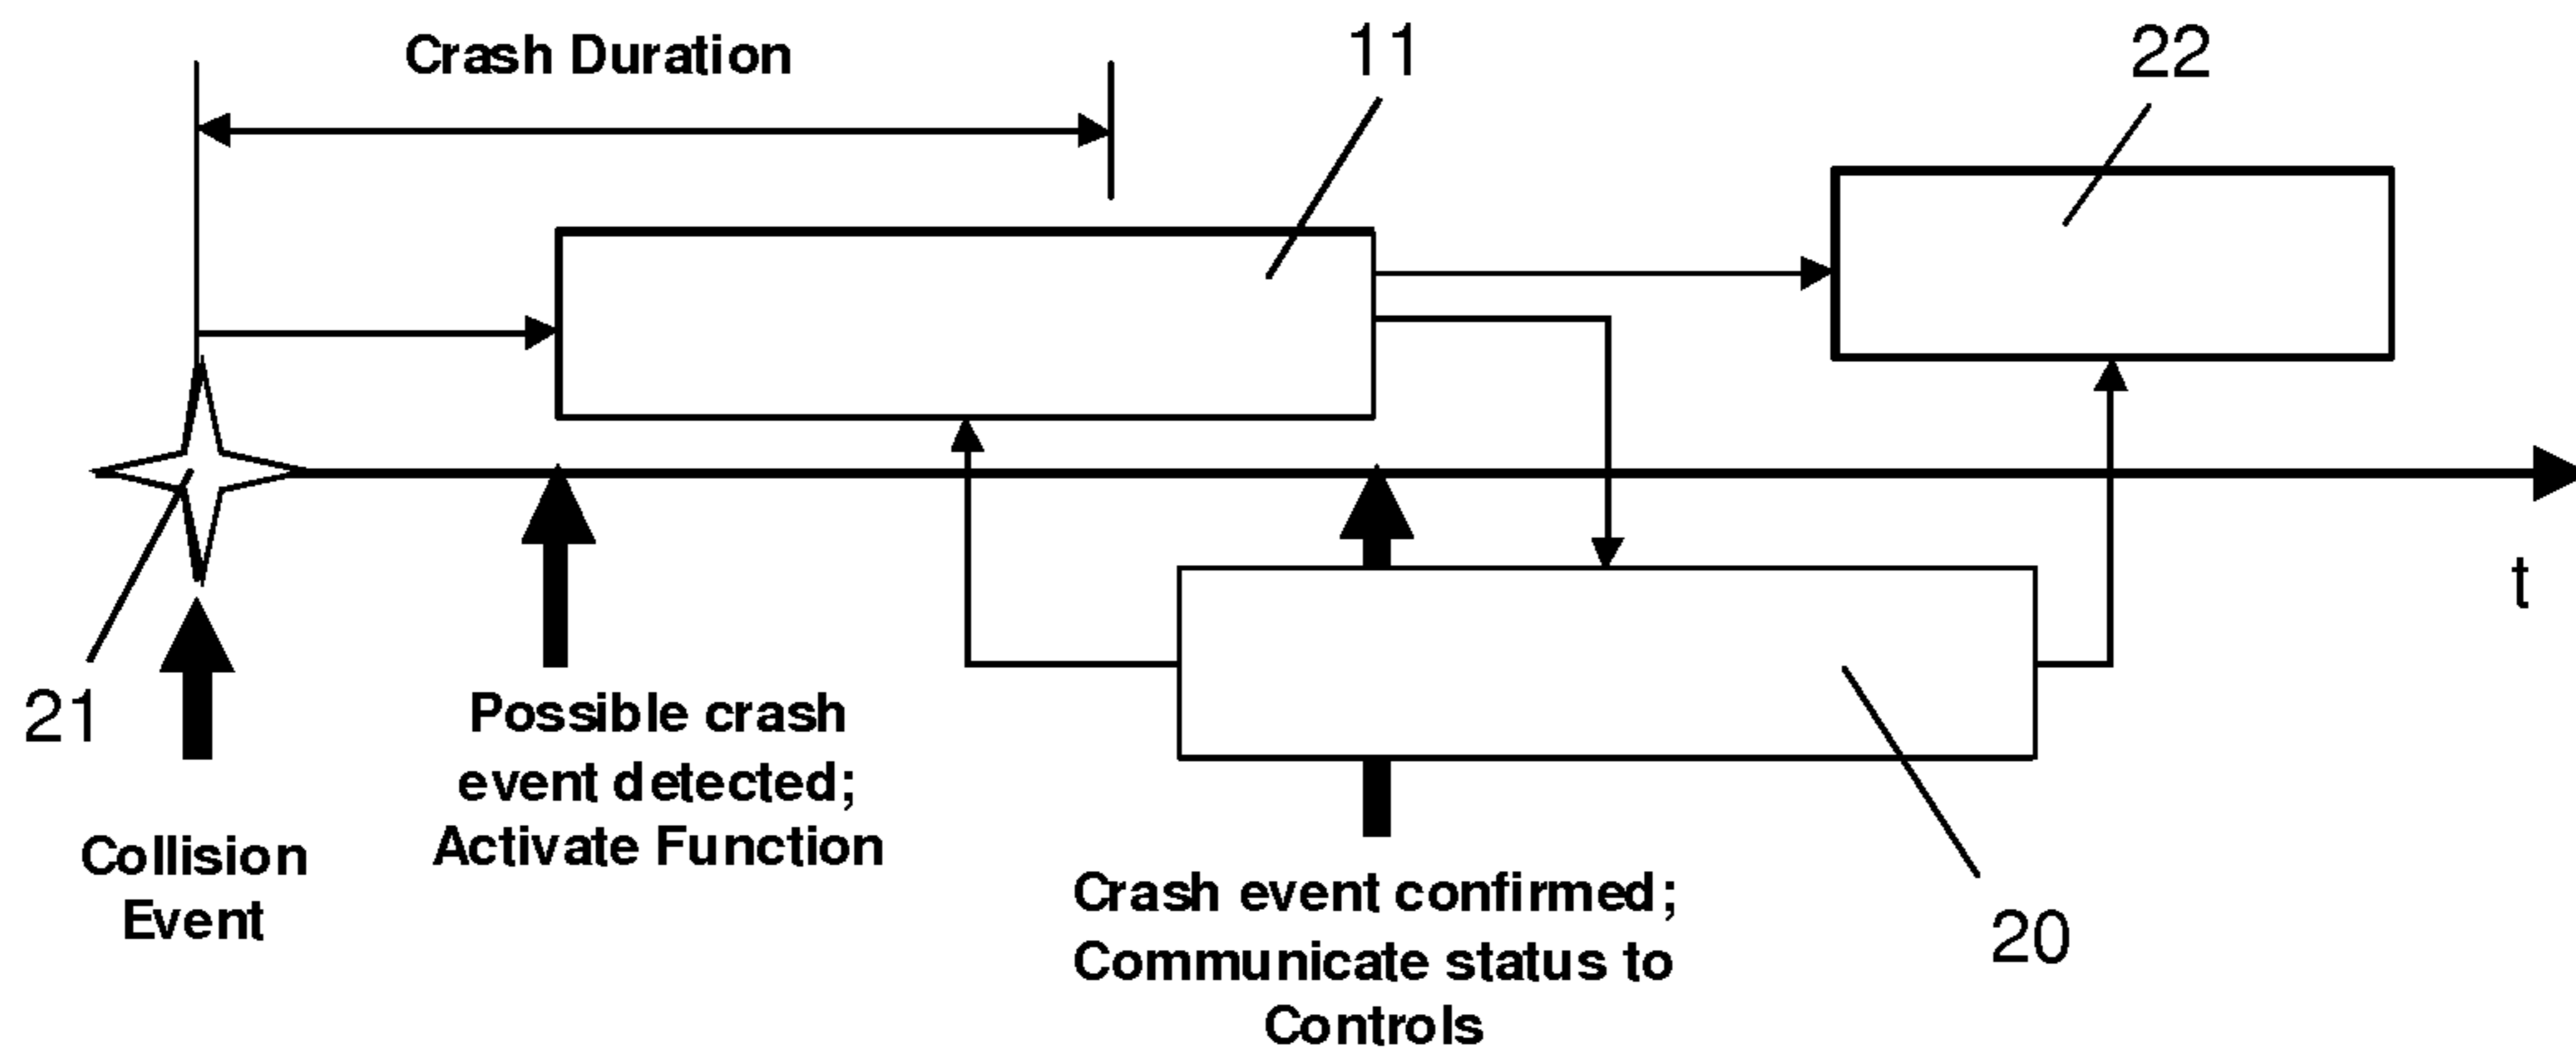 Crash Duration
11
22
t
21
Possible crash
event detected;
Activate Function
Collision
Event
Crash event confirmed;
Communicate status to
Controls
20